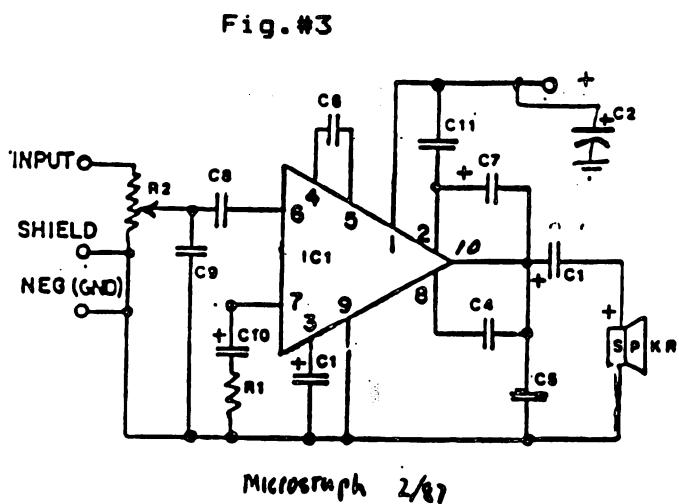 Fig.#3
C6
+
C11
+ C2
INPUT
R2
C8
4
5
+ C7
6
1
2
10
SHIELD
C9
IC1
+ C1
NEG (GND)
7
3
9
8
C4
+
+ C10
+ C1
SPKR
R1
C5
Micrograph 2/87